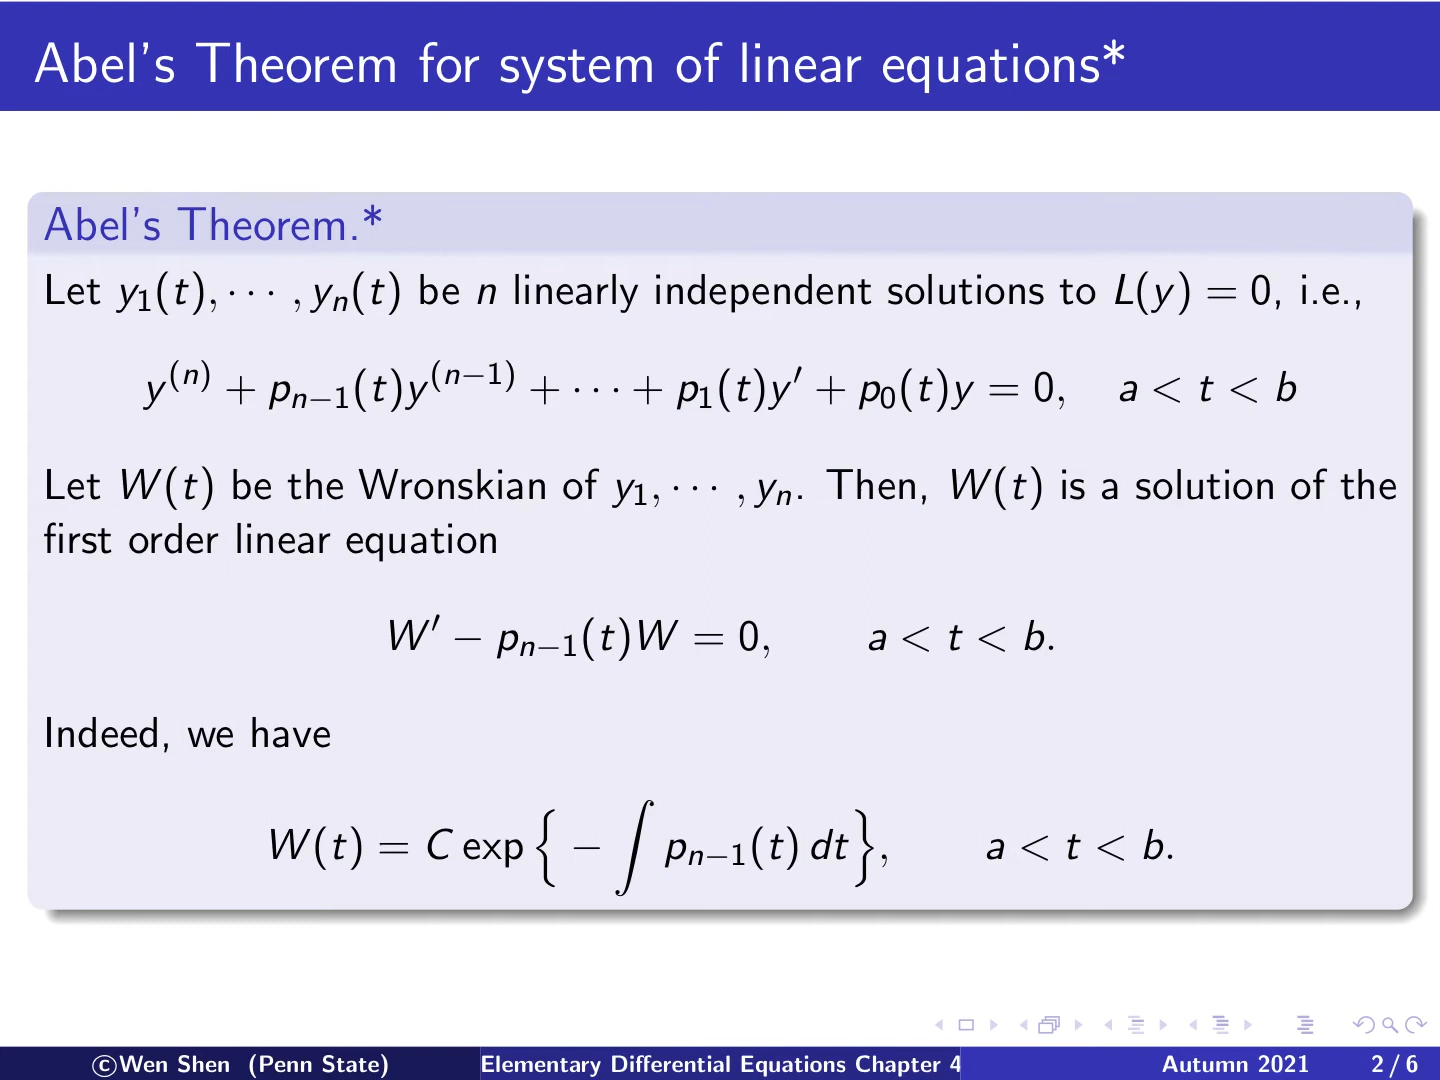 Abel's Theorem for system of linear equations*
Abel's Theorem.*
Let y₁(t), ⋯ , yₙ(t) be n linearly independent solutions to L(y) = 0, i.e.,
y⁽ⁿ⁾ + pₙ₋₁(t)y⁽ⁿ⁻¹⁾ + ⋯ + p₁(t)y′ + p₀(t)y = 0, a < t < b
Let W(t) be the Wronskian of y₁, ⋯ , yₙ. Then, W(t) is a solution of the
first order linear equation
W′ − pₙ₋₁(t)W = 0, a < t < b.
Indeed, we have
W(t) = C exp { − ∫ pₙ₋₁(t) dt }, a < t < b.
©Wen Shen (Penn State) Elementary Differential Equations Chapter 4 Autumn 2021 2 / 6